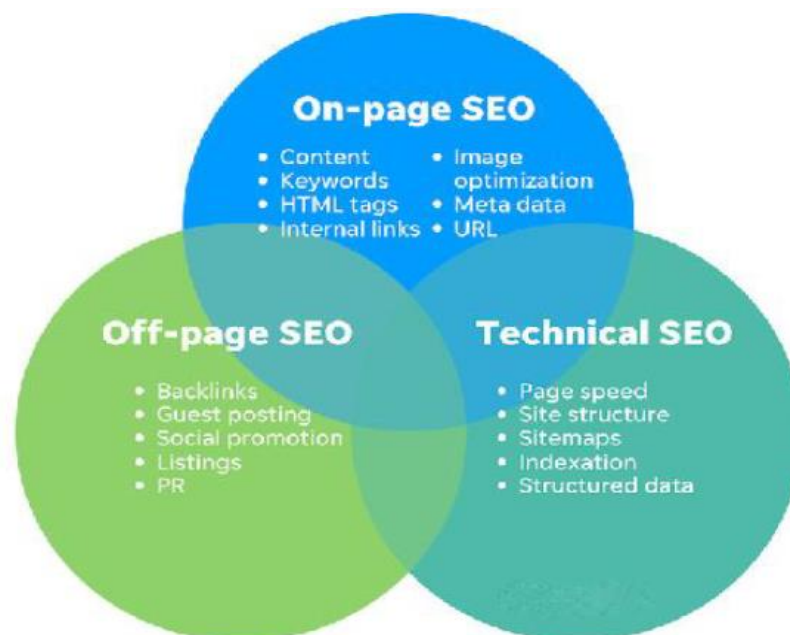 On-page SEO
• Content
• Keywords
• HTML tags
• Internal links
• Image
optimization
• Meta data
• URL
Off-page SEO
• Backlinks
• Guest posting
• Social promotion
• Listings
• PR
Technical SEO
• Page speed
• Site structure
• Sitemaps
• Indexation
• Structured data